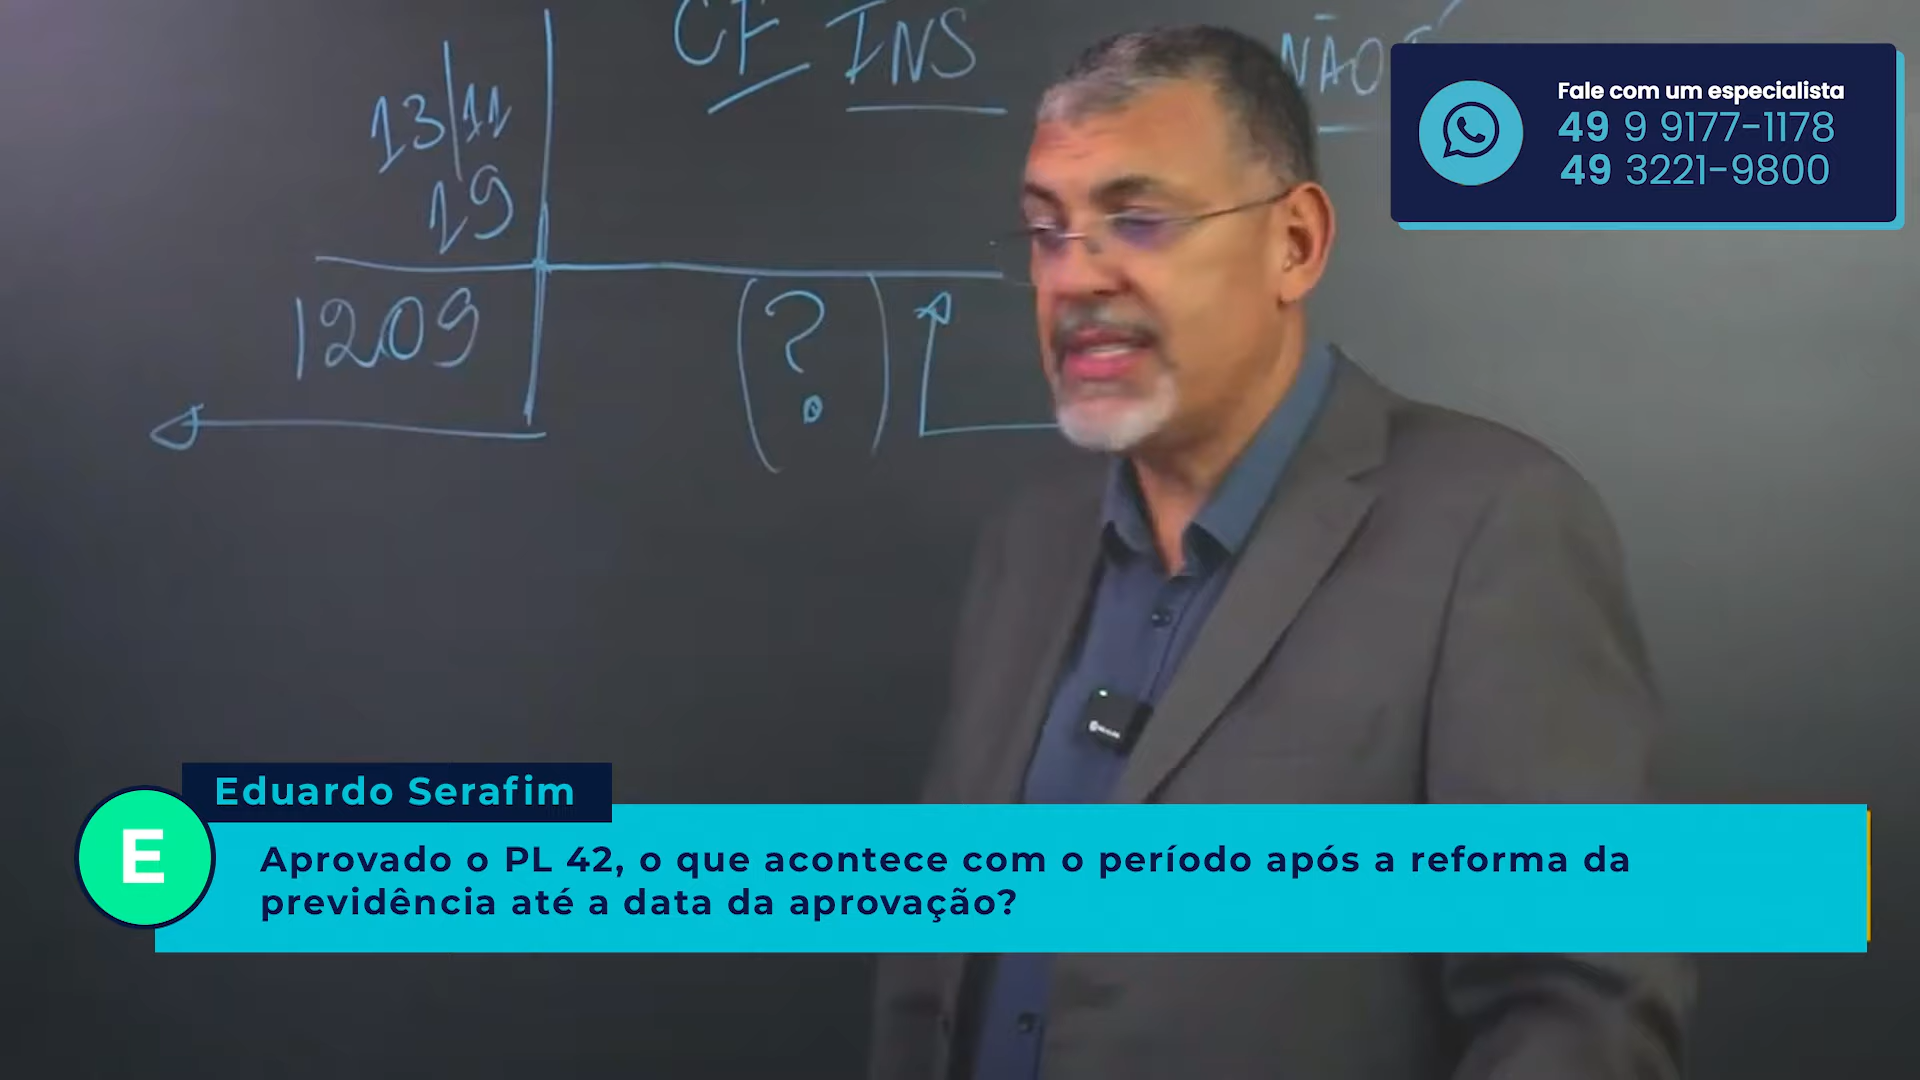 CF INS NÃO É
13/11
19
1209
(?)
Fale com um especialista
49 9 9177-1178
49 3221-9800
Eduardo Serafim
E
Aprovado o PL 42, o que acontece com o período após a reforma da
previdência até a data da aprovação?